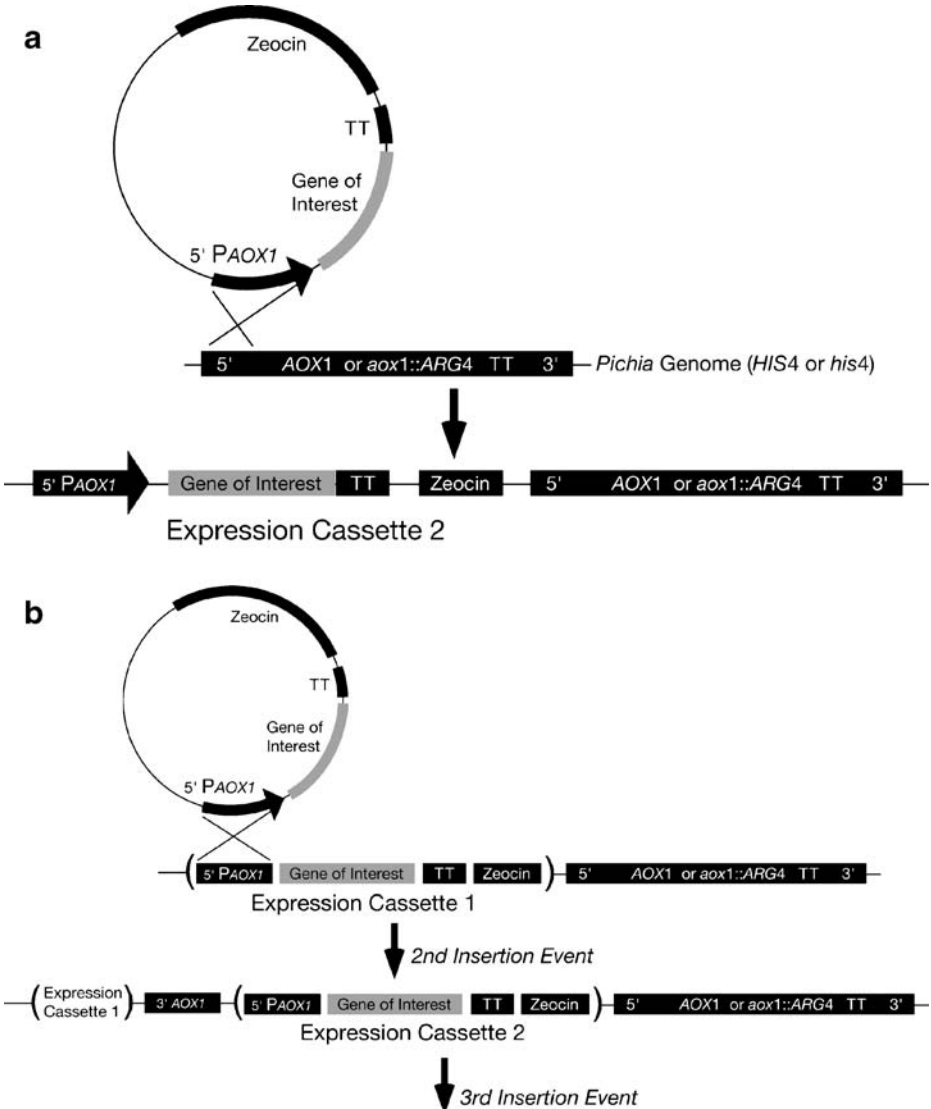 a
Zeocin
TT
Gene of
Interest
5' PAOX1
5' AOX1 or aox1::ARG4 TT 3'
Pichia Genome (HIS4 or his4)
5' PAOX1 Gene of Interest TT Zeocin 5' AOX1 or aox1::ARG4 TT 3'
Expression Cassette 2
b
Zeocin
TT
Gene of
Interest
5' PAOX1
( 5' PAOX1 Gene of Interest TT Zeocin ) 5' AOX1 or aox1::ARG4 TT 3'
Expression Cassette 1
2nd Insertion Event
(Expression
Cassette 1) 3' AOX1 ( 5' PAOX1 Gene of Interest TT Zeocin ) 5' AOX1 or aox1::ARG4 TT 3'
Expression Cassette 2
3rd Insertion Event